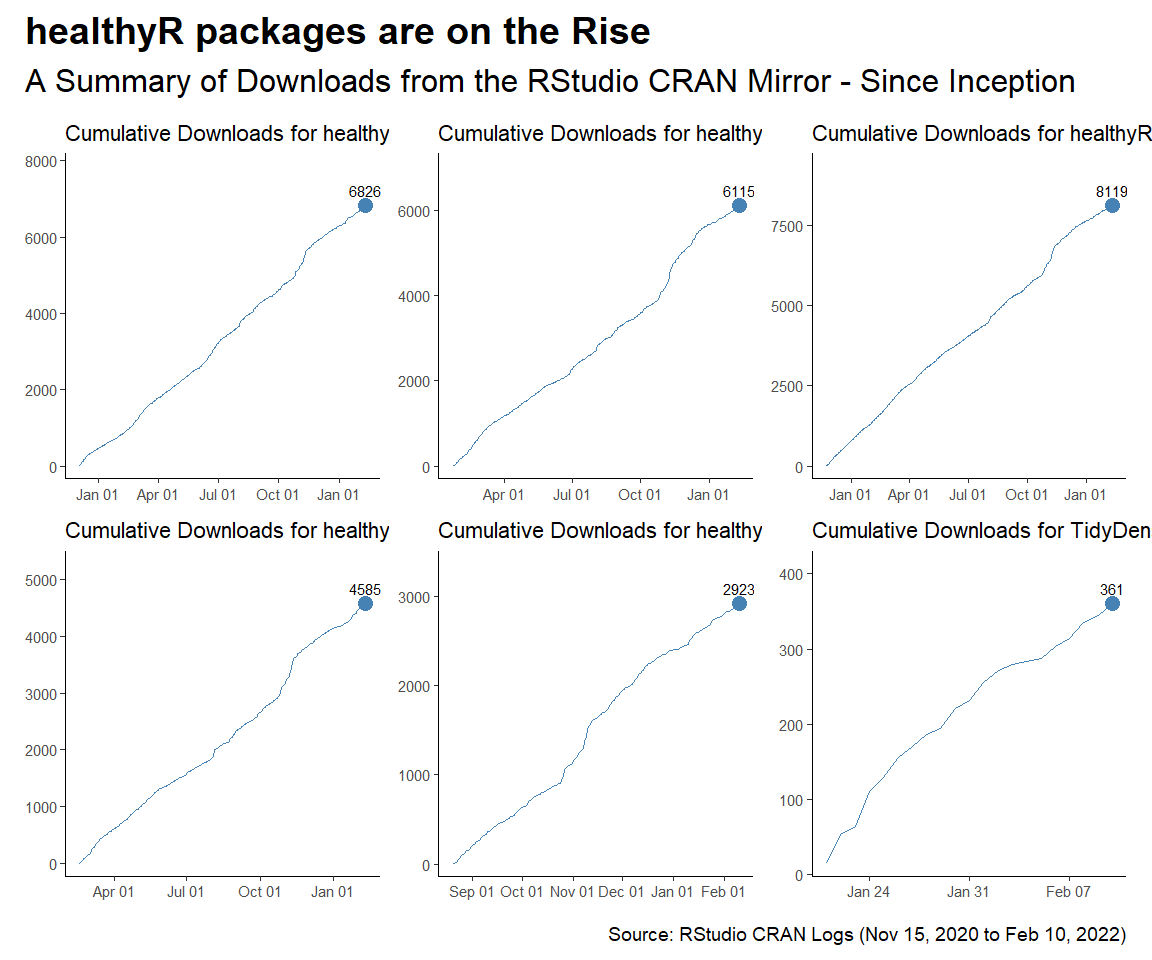 healthyR packages are on the Rise
A Summary of Downloads from the RStudio CRAN Mirror - Since Inception
Cumulative Downloads for healthy
8000
6000
4000
2000
0
6826
Jan 01 Apr 01 Jul 01 Oct 01 Jan 01
Cumulative Downloads for healthy
6000
4000
2000
0
6115
Apr 01 Jul 01 Oct 01 Jan 01
Cumulative Downloads for healthyR
7500
5000
2500
0
8119
Jan 01 Apr 01 Jul 01 Oct 01 Jan 01
Cumulative Downloads for healthy
5000
4000
3000
2000
1000
0
4585
Apr 01 Jul 01 Oct 01 Jan 01
Cumulative Downloads for healthy
3000
2000
1000
0
2923
Sep 01 Oct 01 Nov 01 Dec 01 Jan 01 Feb 01
Cumulative Downloads for TidyDen
400
300
200
100
0
361
Jan 24 Jan 31 Feb 07
Source: RStudio CRAN Logs (Nov 15, 2020 to Feb 10, 2022)